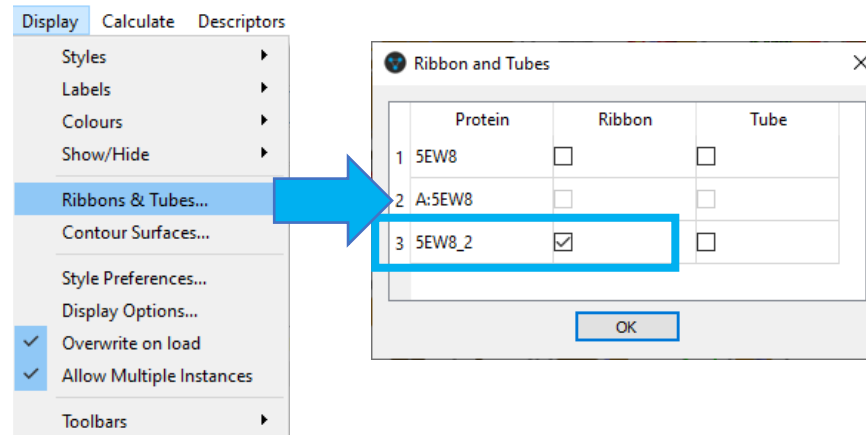 Display Calculate Descriptors
Styles
Labels
Colours
Show/Hide
Ribbons & Tubes...
Contour Surfaces...
Style Preferences...
Display Options...
Overwrite on load
Allow Multiple Instances
Toolbars
Ribbon and Tubes
Protein Ribbon Tube
1 5EW8
2 A:5EW8
3 5EW8_2
OK